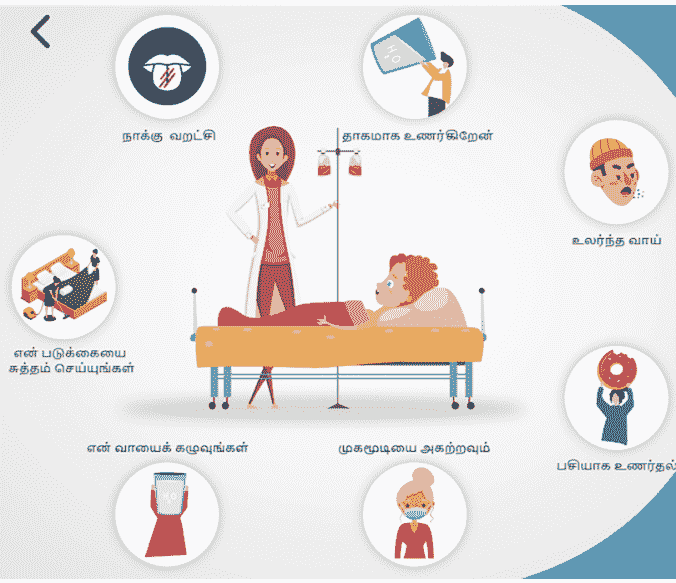 நாக்கு வறட்சி
தாகமாக உணர்கிறேன்
உலர்ந்த வாய்
என் படுக்கையை
சுத்தம் செய்யுங்கள்
பசியாக உணர்தல்
என் வாயைக் கழுவுங்கள்
முகமூடியை அகற்றவும்